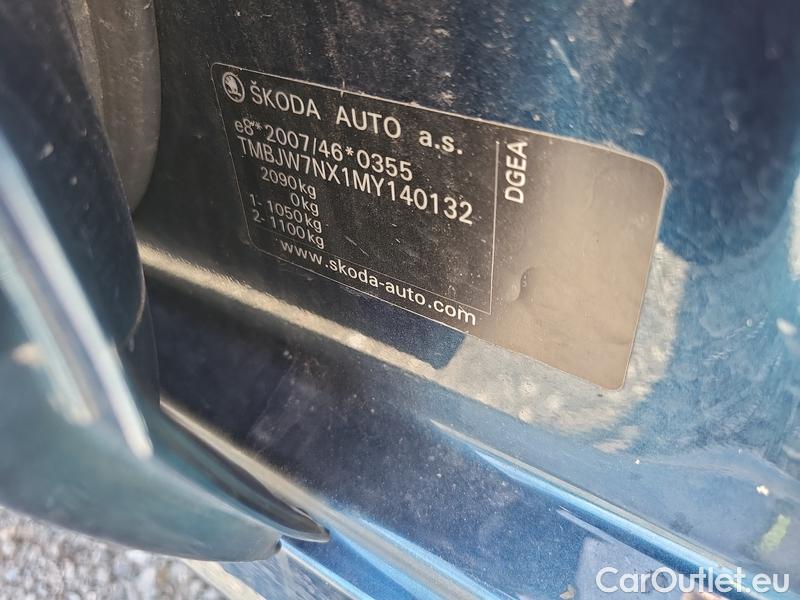 ŠKODA AUTO a.s.
e8*2007/46*0355
TMBJW7NX1MY140132
2090kg
0kg
1- 1050kg
2- 1100kg
www.skoda-auto.com
DGEA
CarOutlet.eu